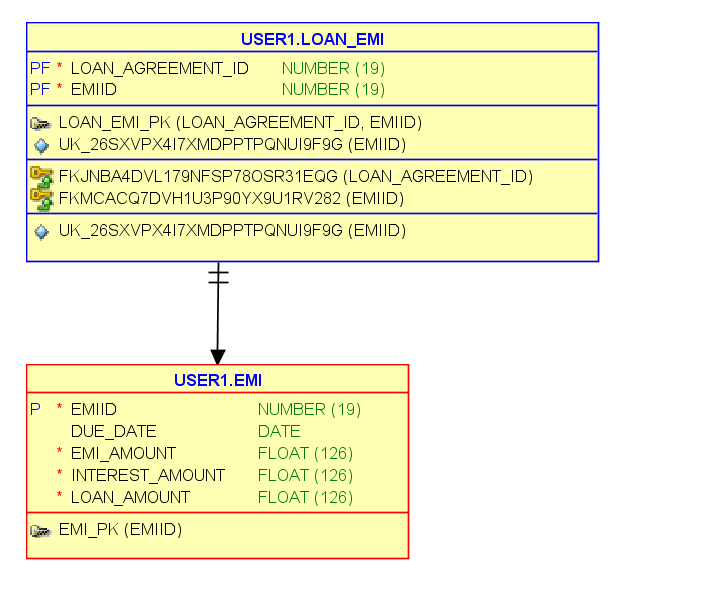 USER1.LOAN_EMI
PF * LOAN_AGREEMENT_ID NUMBER (19)
PF * EMIID NUMBER (19)
LOAN_EMI_PK (LOAN_AGREEMENT_ID, EMIID)
UK_26SXVPX4I7XMDPPTPQNUI9F9G (EMIID)
FKJNBA4DVL179NFSP78OSR31EQG (LOAN_AGREEMENT_ID)
FKMCACQ7DVH1U3P90YX9U1RV282 (EMIID)
UK_26SXVPX4I7XMDPPTPQNUI9F9G (EMIID)
USER1.EMI
P * EMIID NUMBER (19)
DUE_DATE DATE
* EMI_AMOUNT FLOAT (126)
* INTEREST_AMOUNT FLOAT (126)
* LOAN_AMOUNT FLOAT (126)
EMI_PK (EMIID)